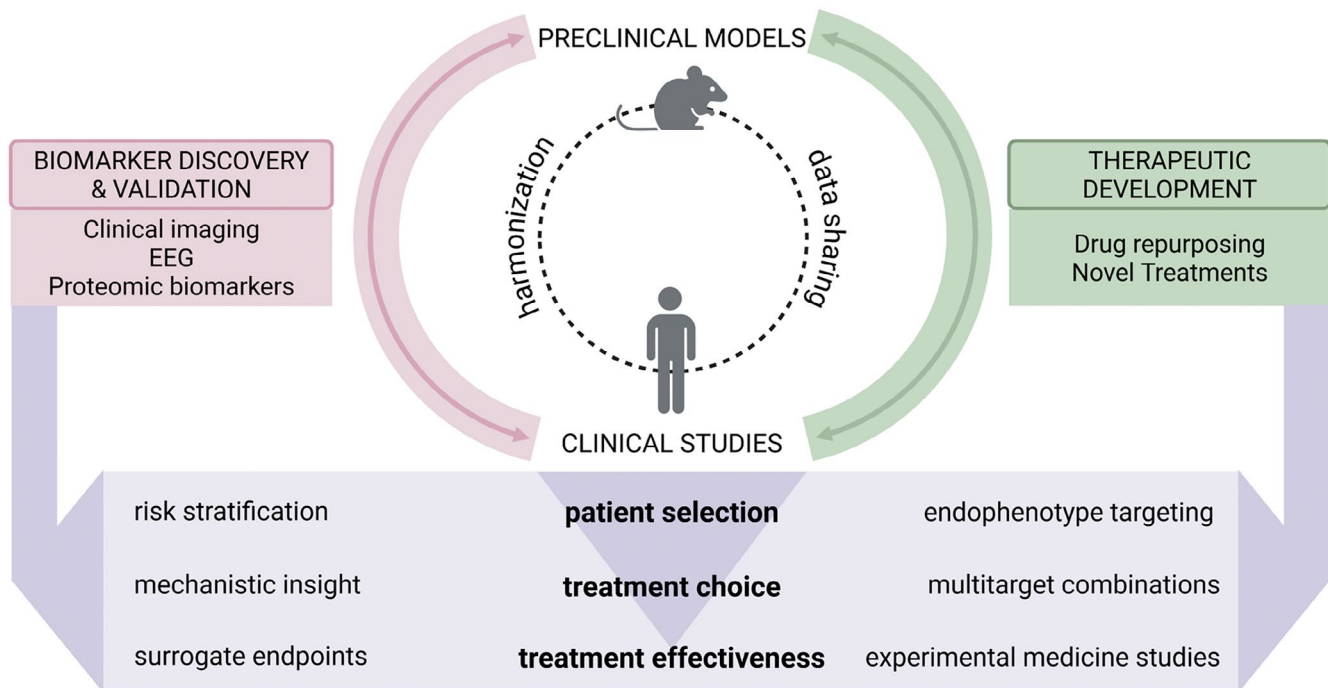 PRECLINICAL MODELS
harmonization
data sharing
BIOMARKER DISCOVERY
& VALIDATION
Clinical imaging
EEG
Proteomic biomarkers
THERAPEUTIC
DEVELOPMENT
Drug repurposing
Novel Treatments
CLINICAL STUDIES
risk stratification
patient selection
endophenotype targeting
mechanistic insight
treatment choice
multitarget combinations
surrogate endpoints
treatment effectiveness
experimental medicine studies